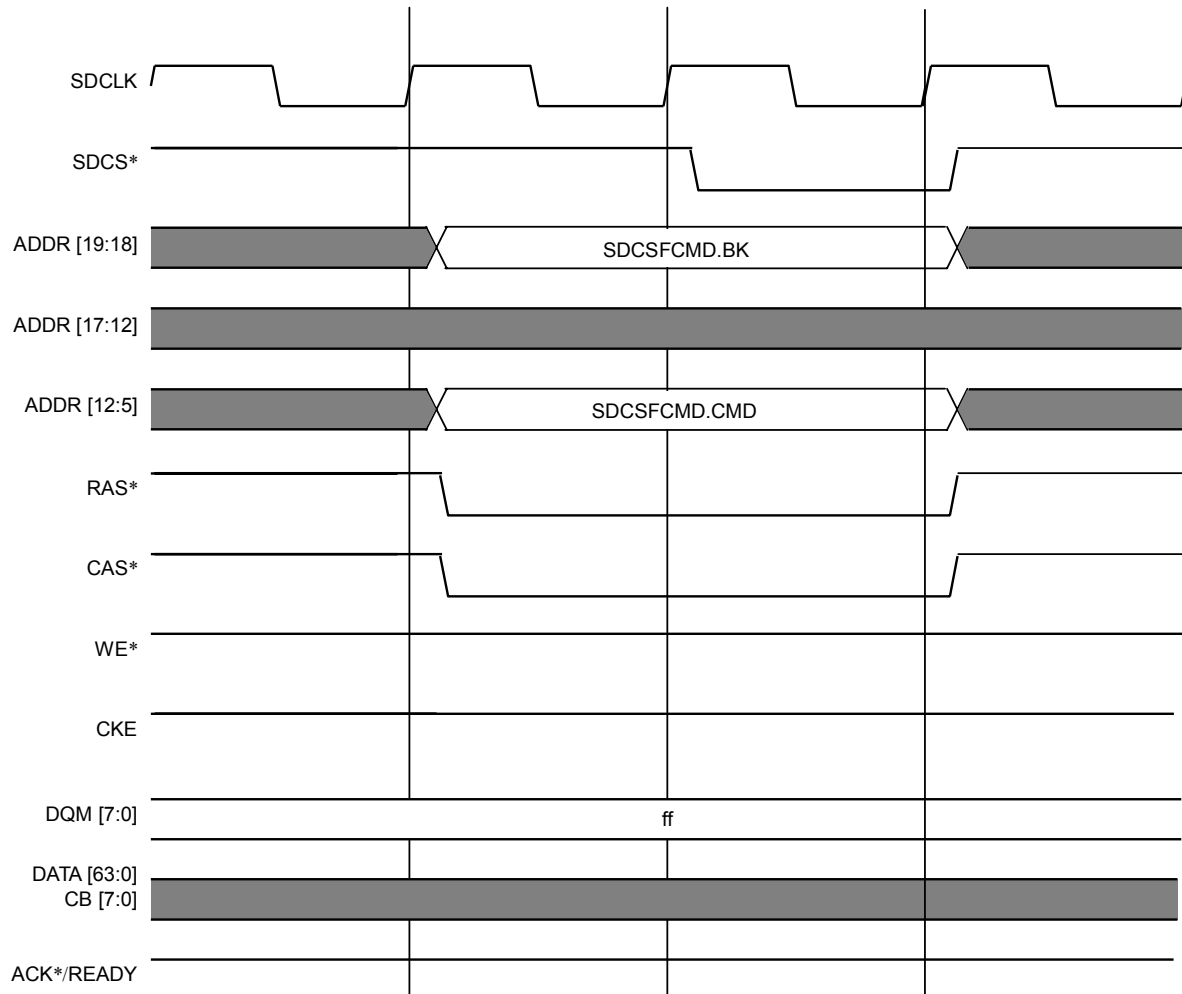 SDCLK
SDCS*
ADDR [19:18]
SDCSFCMD.BK
ADDR [17:12]
ADDR [12:5]
SDCSFCMD.CMD
RAS*
CAS*
WE*
CKE
DQM [7:0]
ff
DATA [63:0]
CB [7:0]
ACK*/READY